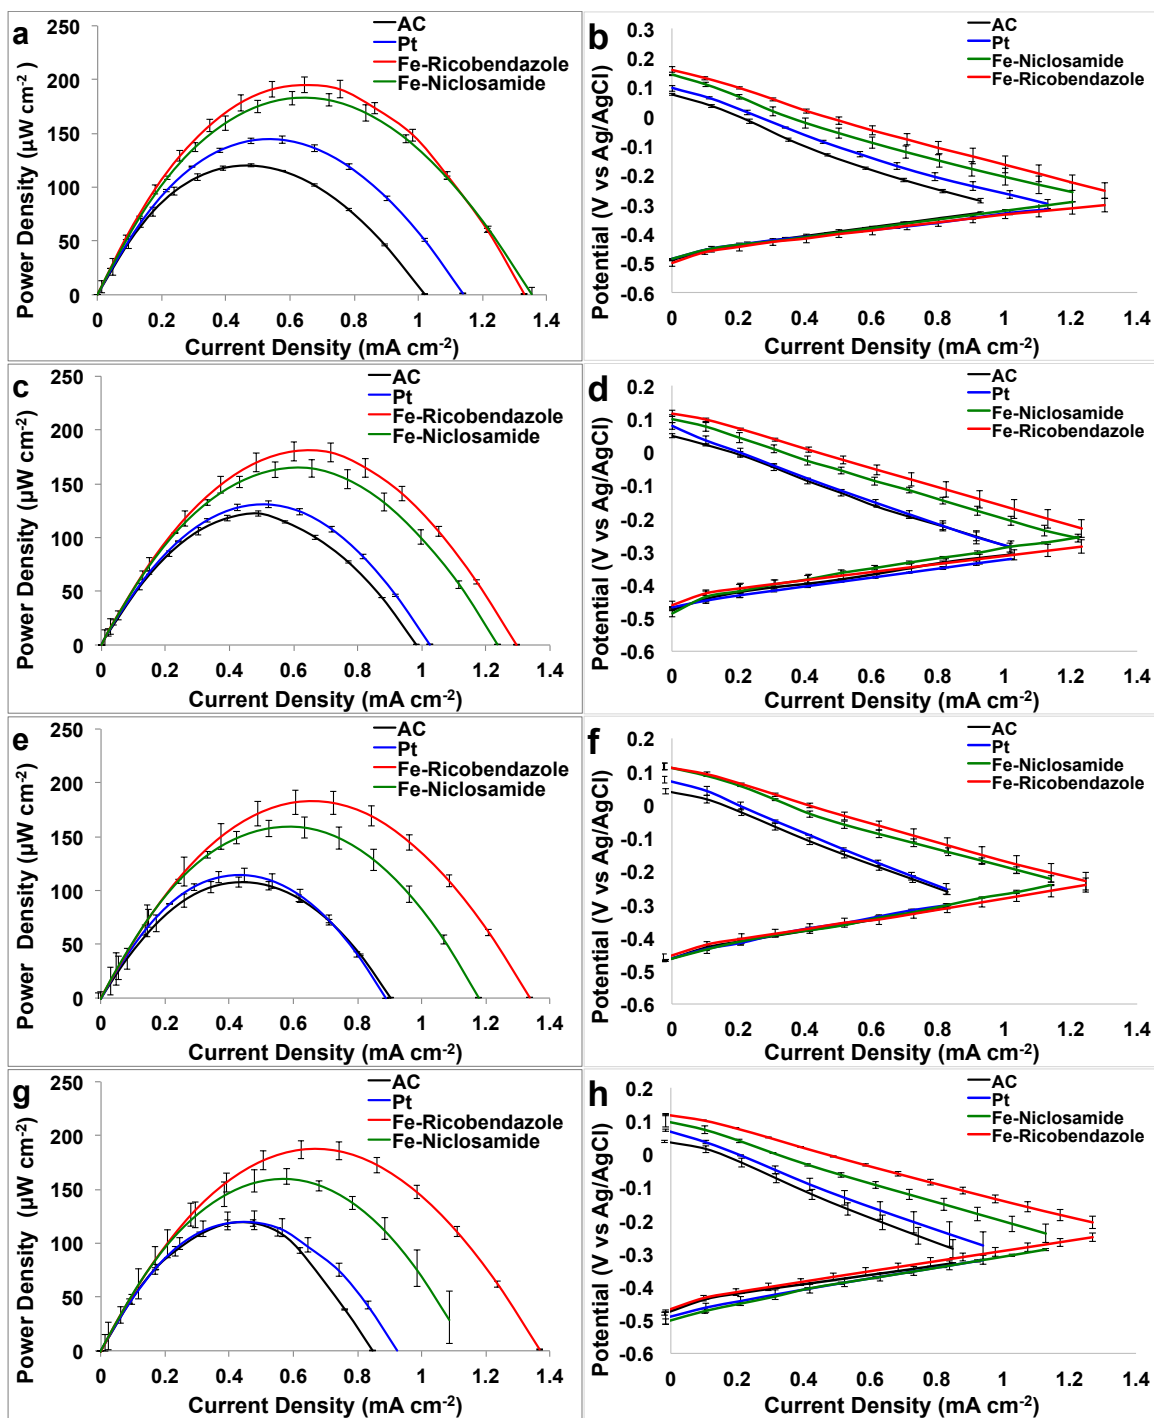 a
Power Density (µW cm-2)
250
200
150
100
50
0
0 0.2 0.4 0.6 0.8 1 1.2 1.4
Current Density (mA cm-2)
AC
Pt
Fe-Ricobendazole
Fe-Niclosamide
b
Potential (V vs Ag/AgCl)
0.3
0.2
0.1
0
-0.1
-0.2
-0.3
-0.4
-0.5
-0.6
0 0.2 0.4 0.6 0.8 1 1.2 1.4
Current Density (mA cm-2)
AC
Pt
Fe-Niclosamide
Fe-Ricobendazole
c
Power Density (µW cm-2)
250
200
150
100
50
0
0 0.2 0.4 0.6 0.8 1 1.2 1.4
Current Density (mA cm-2)
AC
Pt
Fe-Ricobendazole
Fe-Niclosamide
d
Potential (V vs Ag/AgCl)
0.2
0.1
0
-0.1
-0.2
-0.3
-0.4
-0.5
-0.6
0 0.2 0.4 0.6 0.8 1 1.2 1.4
Current Density (mA cm-2)
AC
Pt
Fe-Niclosamide
Fe-Ricobendazole
e
Power Density (µW cm-2)
250
200
150
100
50
0
0 0.2 0.4 0.6 0.8 1 1.2 1.4
Current Density (mA cm-2)
AC
Pt
Fe-Ricobendazole
Fe-Niclosamide
f
Potential (V vs Ag/AgCl)
0.2
0.1
0
-0.1
-0.2
-0.3
-0.4
-0.5
-0.6
0 0.2 0.4 0.6 0.8 1 1.2 1.4
Current Density (mA cm-2)
AC
Pt
Fe-Niclosamide
Fe-Ricobendazole
g
Power Density (µW cm-2)
250
200
150
100
50
0
0 0.2 0.4 0.6 0.8 1 1.2 1.4
Current Density (mA cm-2)
AC
Pt
Fe-Ricobendazole
Fe-Niclosamide
h
Potential (V vs Ag/AgCl)
0.2
0.1
0
-0.1
-0.2
-0.3
-0.4
-0.5
-0.6
0 0.2 0.4 0.6 0.8 1 1.2 1.4
Current Density (mA cm-2)
AC
Pt
Fe-Niclosamide
Fe-Ricobendazole